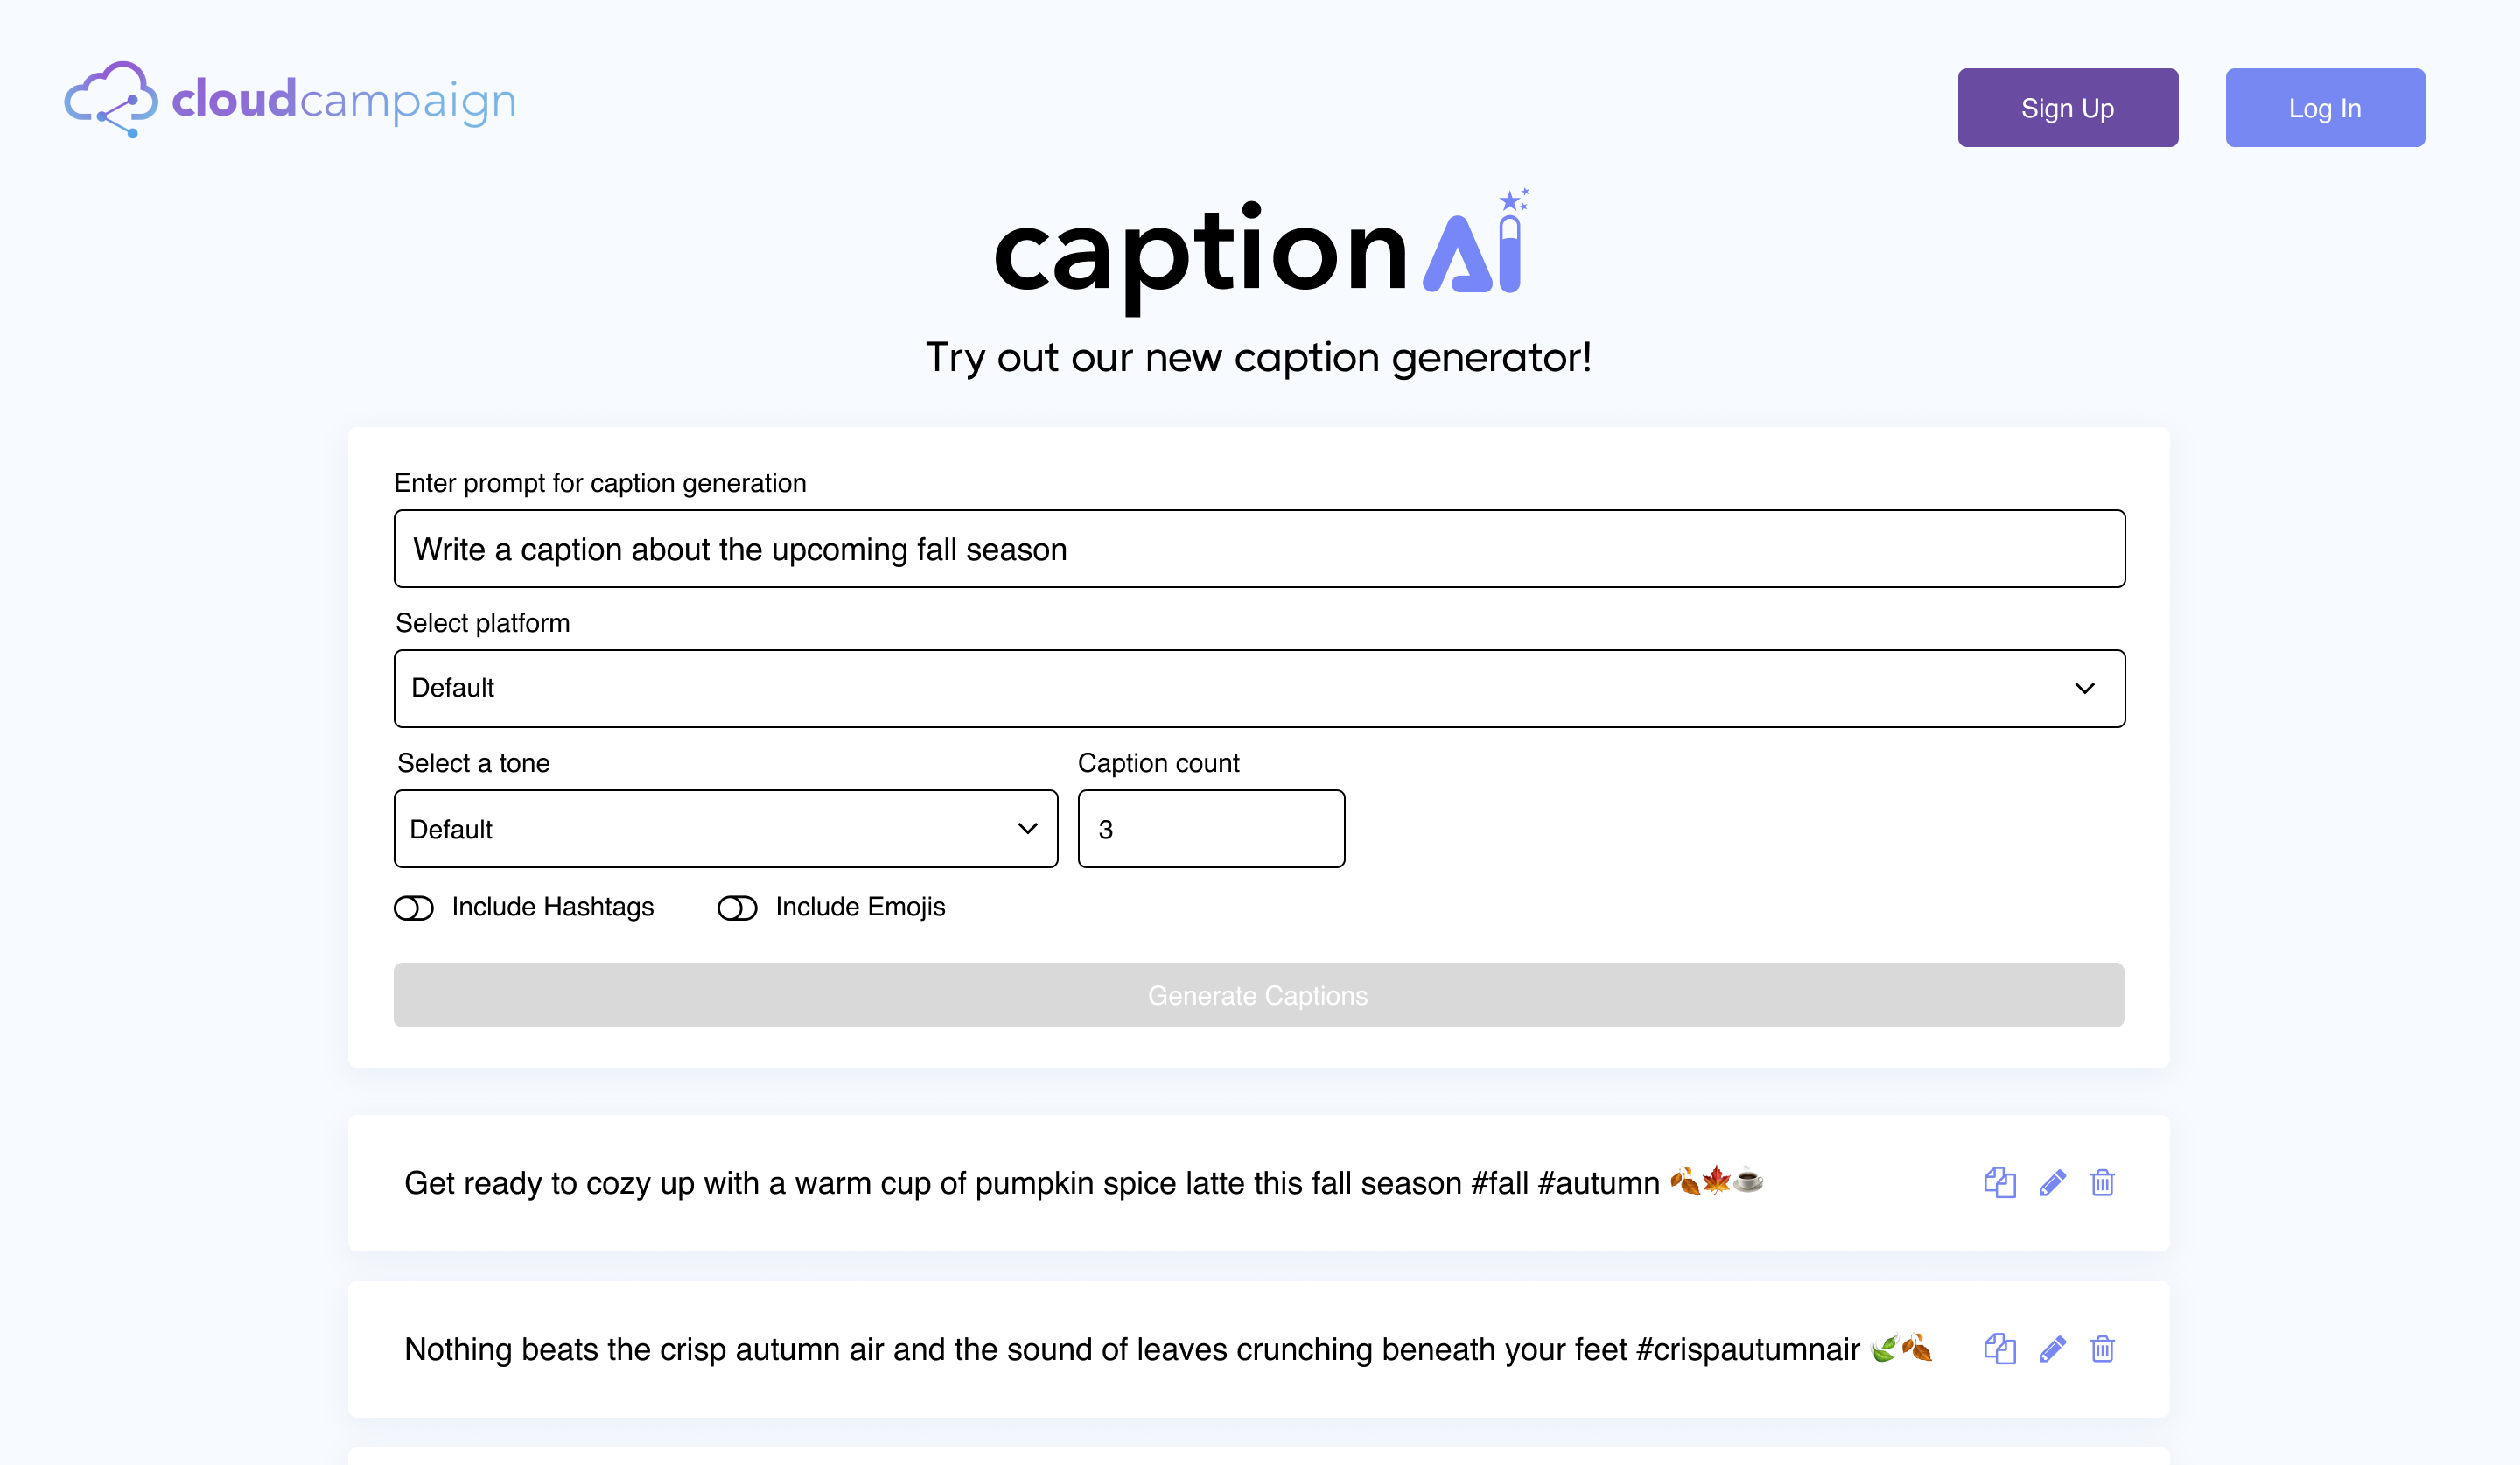 cloudcampaign
Sign Up
Log In
captionAi
Try out our new caption generator!
Enter prompt for caption generation
Write a caption about the upcoming fall season
Select platform
Default
Select a tone
Caption count
Default
3
Include Hashtags
Include Emojis
Generate Captions
Get ready to cozy up with a warm cup of pumpkin spice latte this fall season #fall #autumn 🍂🍁☕
Nothing beats the crisp autumn air and the sound of leaves crunching beneath your feet #crispautumnair 🍃🍂